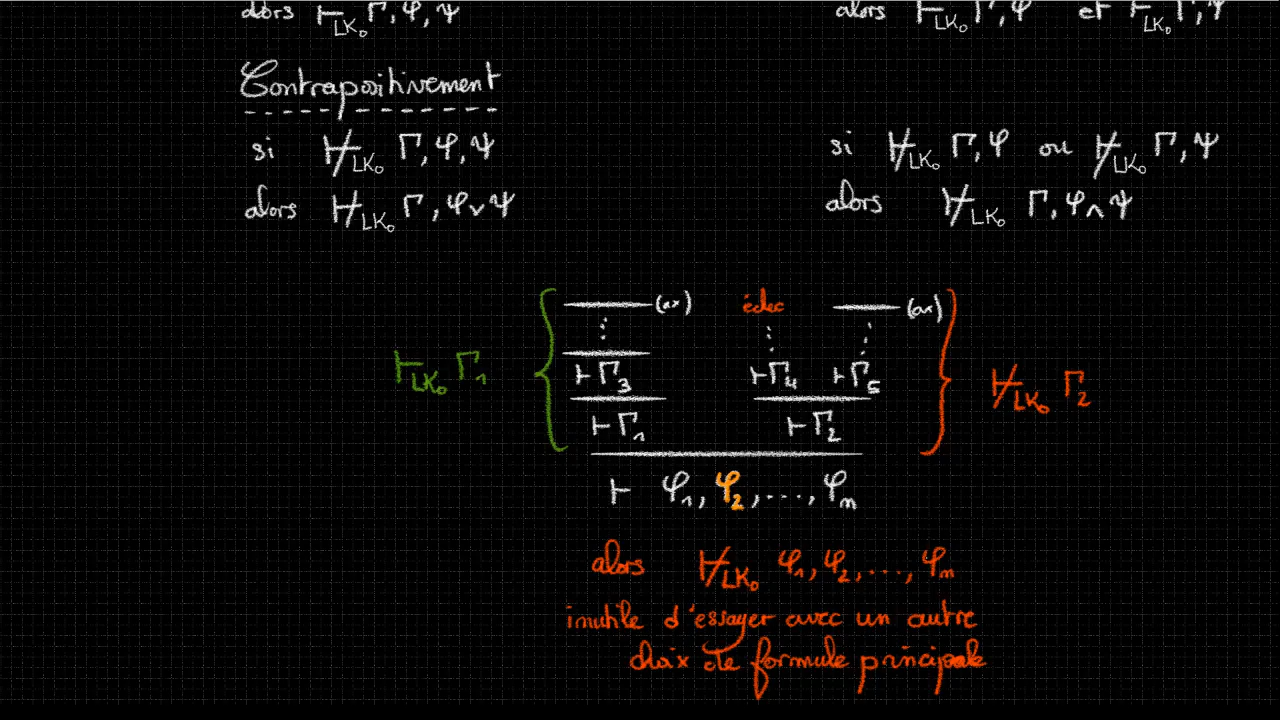 alors ⊢LK₀ Γ, φ, ψ    alors ⊢LK₀ Γ, φ et ⊢LK₀ Γ, ψ
Contrapositivement
si ⊬LK₀ Γ, φ, ψ    si ⊬LK₀ Γ, φ ou ⊬LK₀ Γ, ψ
alors ⊬LK₀ Γ, φ∨ψ    alors ⊬LK₀ Γ, φ∧ψ
(ax)    échec    (ax)
⊢LK₀ Γ₁    ⊢Γ₃    ⊢Γ₄    ⊢Γ₅    ⊬LK₀ Γ₂
⊢Γ₁    ⊢Γ₂
⊢ φ₁, φ₂, ..., φn
alors ⊬LK₀ φ₁, φ₂, ..., φn
inutile d'essayer avec un autre
choix de formule principale